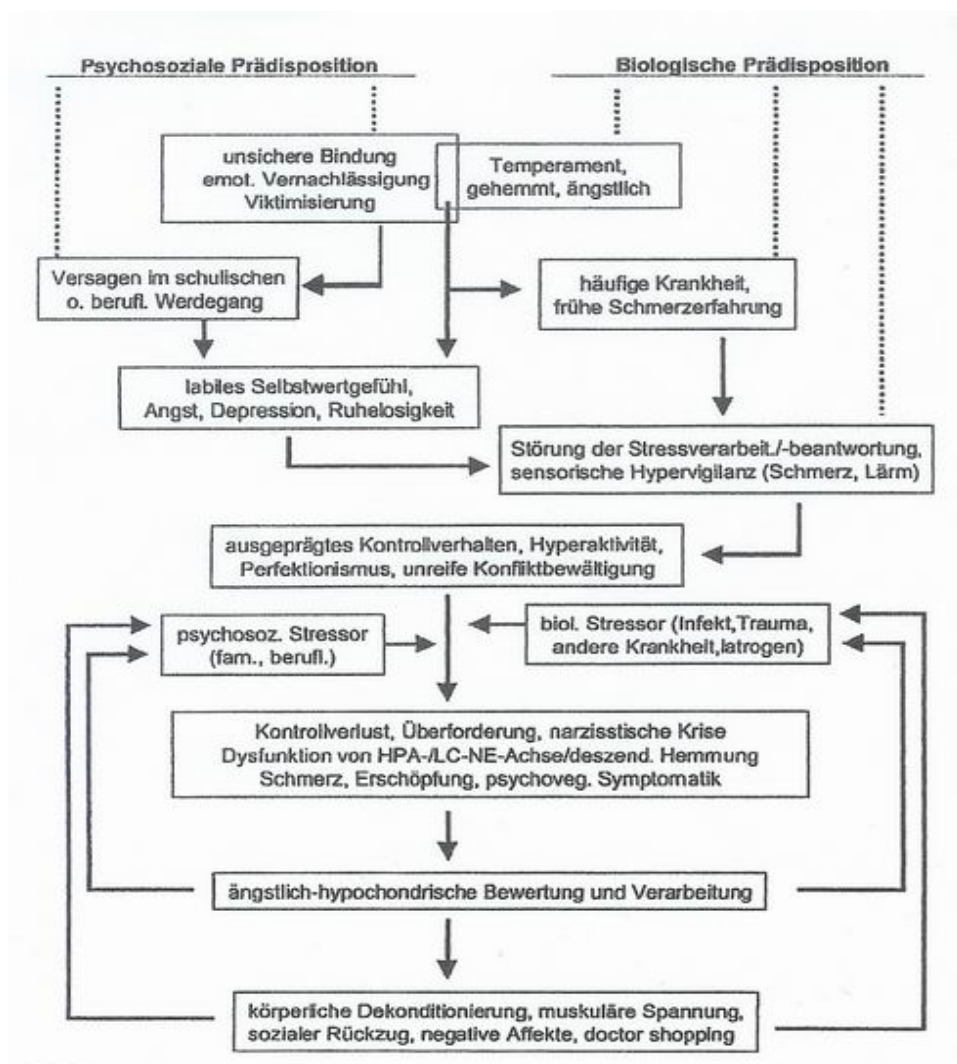 Psychosoziale Prädisposition
Biologische Prädisposition
unsichere Bindung
emot. Vernachlässigung
Viktimisierung
Temperament,
gehemmt, ängstlich
Versagen im schulischen
o. berufl. Werdegang
häufige Krankheit,
frühe Schmerzerfahrung
labiles Selbstwertgefühl,
Angst, Depression, Ruhelosigkeit
Störung der Stressverarbeit./-beantwortung,
sensorische Hypervigilanz (Schmerz, Lärm)
ausgeprägtes Kontrollverhalten, Hyperaktivität,
Perfektionismus, unreife Konfliktbewältigung
psychosoz. Stressor
(fam., berufl.)
biol. Stressor (Infekt,Trauma,
andere Krankheit,Iatrogen)
Kontrollverlust, Überforderung, narzisstische Krise
Dysfunktion von HPA-/LC-NE-Achse/deszend. Hemmung
Schmerz, Erschöpfung, psychoveg. Symptomatik
ängstlich-hypochondrische Bewertung und Verarbeitung
körperliche Dekonditionierung, muskuläre Spannung,
sozialer Rückzug, negative Affekte, doctor shopping